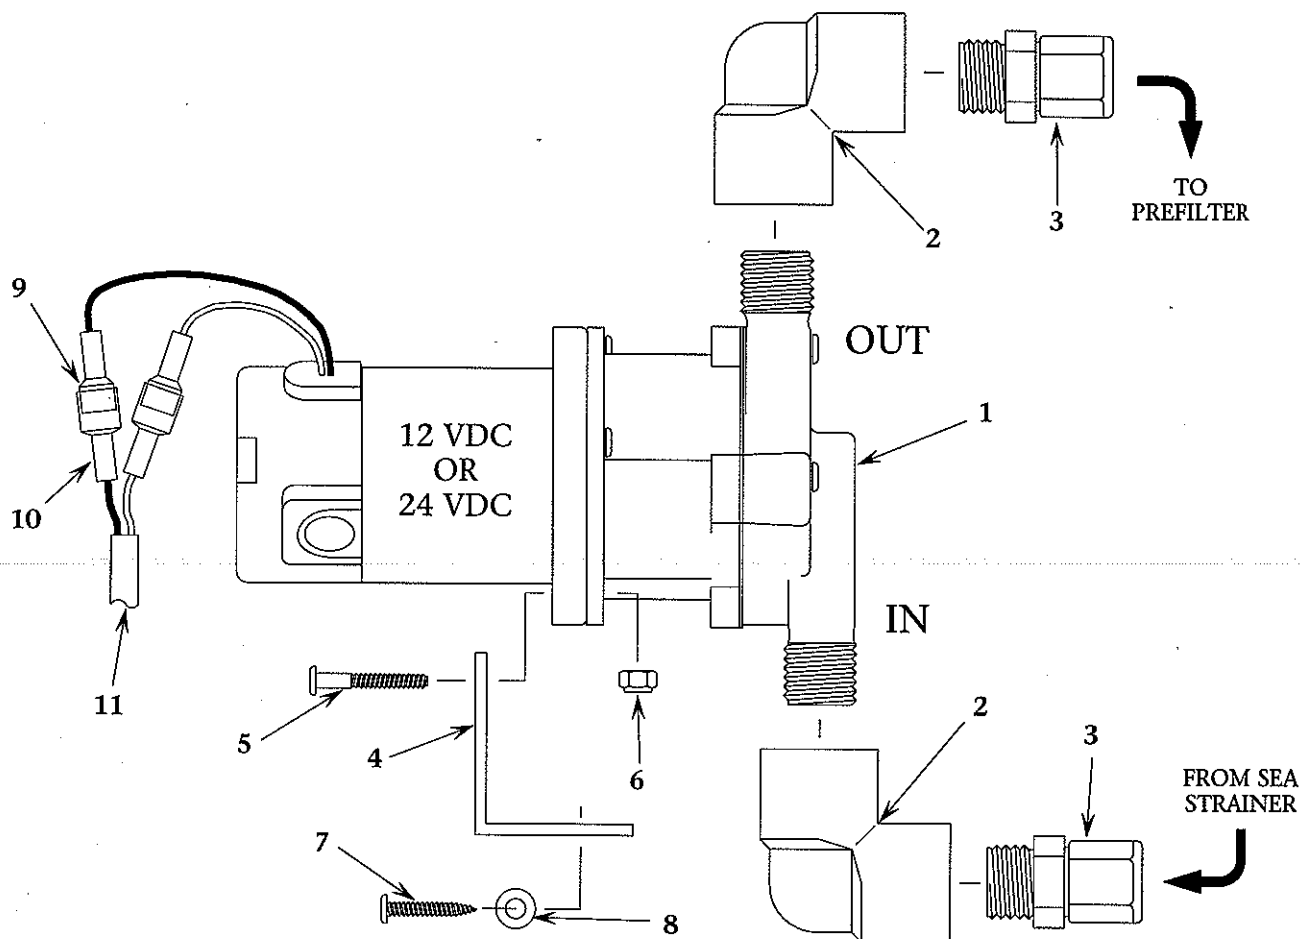 TO
PREFILTER
3
2
9
OUT
1
12 VDC
OR
24 VDC
10
IN
11
5
4
6
2
3
FROM SEA
STRAINER
7
8